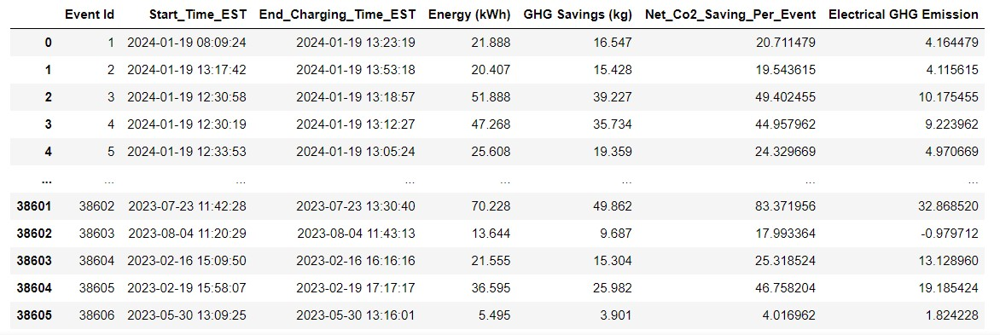 Event Id Start_Time_EST End_Charging_Time_EST Energy (kWh) GHG Savings (kg) Net_Co2_Saving_Per_Event Electrical GHG Emission
0 1 2024-01-19 08:09:24 2024-01-19 13:23:19 21.888 16.547 20.711479 4.164479
1 2 2024-01-19 13:17:42 2024-01-19 13:53:18 20.407 15.428 19.543615 4.115615
2 3 2024-01-19 12:30:58 2024-01-19 13:18:57 51.888 39.227 49.402455 10.175455
3 4 2024-01-19 12:30:19 2024-01-19 13:12:27 47.268 35.734 44.957962 9.223962
4 5 2024-01-19 12:33:53 2024-01-19 13:05:24 25.608 19.359 24.329669 4.970669
... ... ... ... ... ... ... ...
38601 38602 2023-07-23 11:42:28 2023-07-23 13:30:40 70.228 49.862 83.371956 32.868520
38602 38603 2023-08-04 11:20:29 2023-08-04 11:43:13 13.644 9.687 17.993364 -0.979712
38603 38604 2023-02-16 15:09:50 2023-02-16 16:16:16 21.555 15.304 25.318524 13.128960
38604 38605 2023-02-19 15:58:07 2023-02-19 17:17:17 36.595 25.982 46.758204 19.185424
38605 38606 2023-05-30 13:09:25 2023-05-30 13:16:01 5.495 3.901 4.016962 1.824228